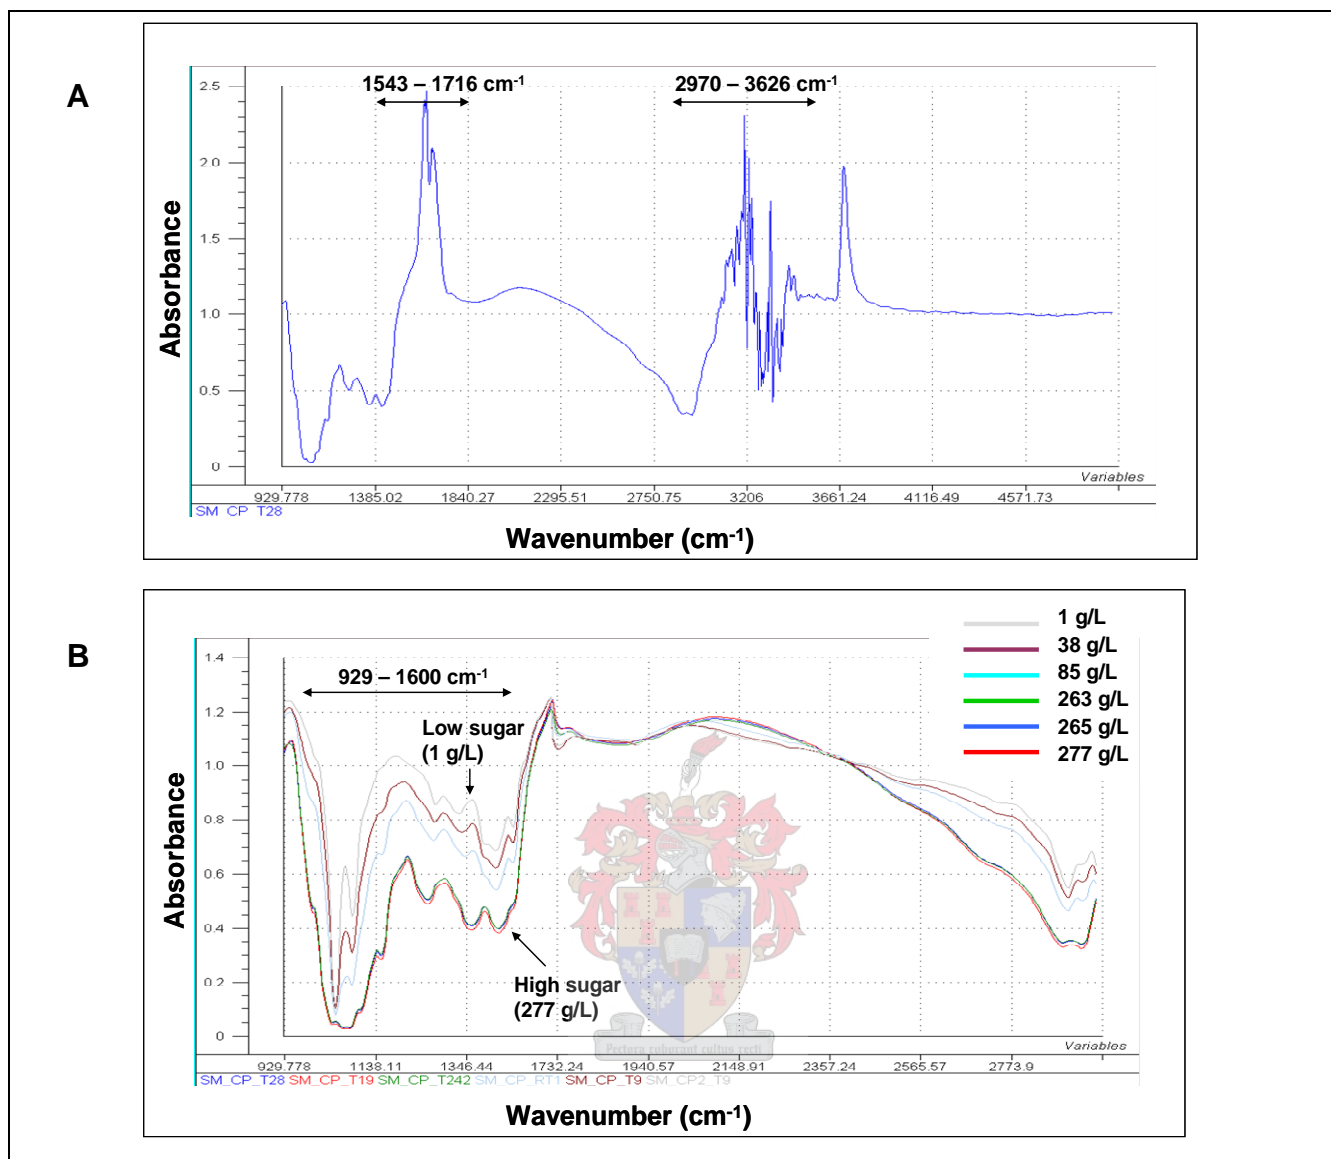 A
1543 – 1716 cm-1
2970 – 3626 cm-1
2.5
2.0
1.5
1.0
0.5
0
Absorbance
Variables
929.778 1385.02 1840.27 2295.51 2750.75 3206 3661.24 4116.49 4571.73
SM_CP_T28
Wavenumber (cm-1)
B
1 g/L
38 g/L
85 g/L
263 g/L
265 g/L
277 g/L
929 – 1600 cm-1
Low sugar
(1 g/L)
High sugar
(277 g/L)
1.4
1.2
1.0
0.8
0.6
0.4
0.2
0
Absorbance
Pectora roborant cultus recti
Variables
929.778 1138.11 1346.44 1732.24 1940.57 2148.91 2357.24 2565.57 2773.9
SM_CP_T28 SM_CP_T19 SM_CP_T242 SM_CP_RT1 SM_CP_T9 SM_CP2_T9
Wavenumber (cm-1)